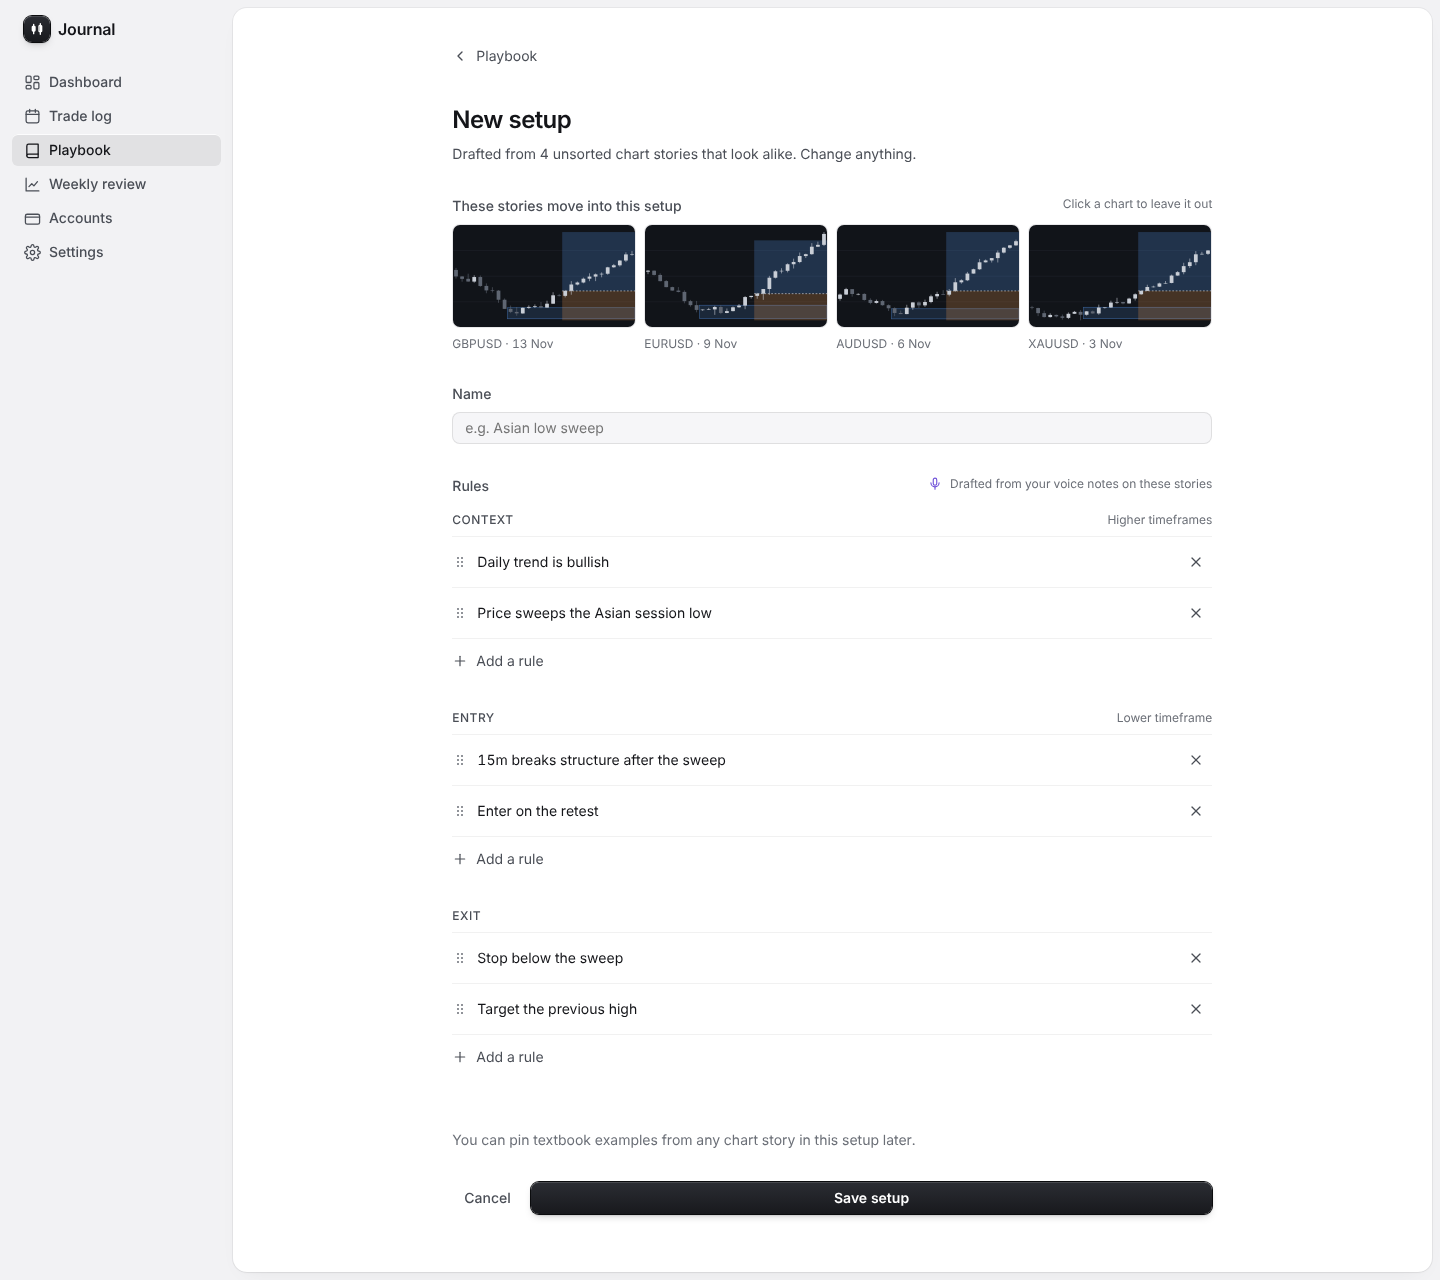 Journal
Dashboard
Trade log
Playbook
Weekly review
Accounts
Settings
Playbook
New setup
Drafted from 4 unsorted chart stories that look alike. Change anything.
These stories move into this setup
Click a chart to leave it out
GBPUSD · 13 Nov
EURUSD · 9 Nov
AUDUSD · 6 Nov
XAUUSD · 3 Nov
Name
e.g. Asian low sweep
Rules
Drafted from your voice notes on these stories
CONTEXT
Higher timeframes
Daily trend is bullish
Price sweeps the Asian session low
Add a rule
ENTRY
Lower timeframe
15m breaks structure after the sweep
Enter on the retest
Add a rule
EXIT
Stop below the sweep
Target the previous high
Add a rule
You can pin textbook examples from any chart story in this setup later.
Cancel
Save setup